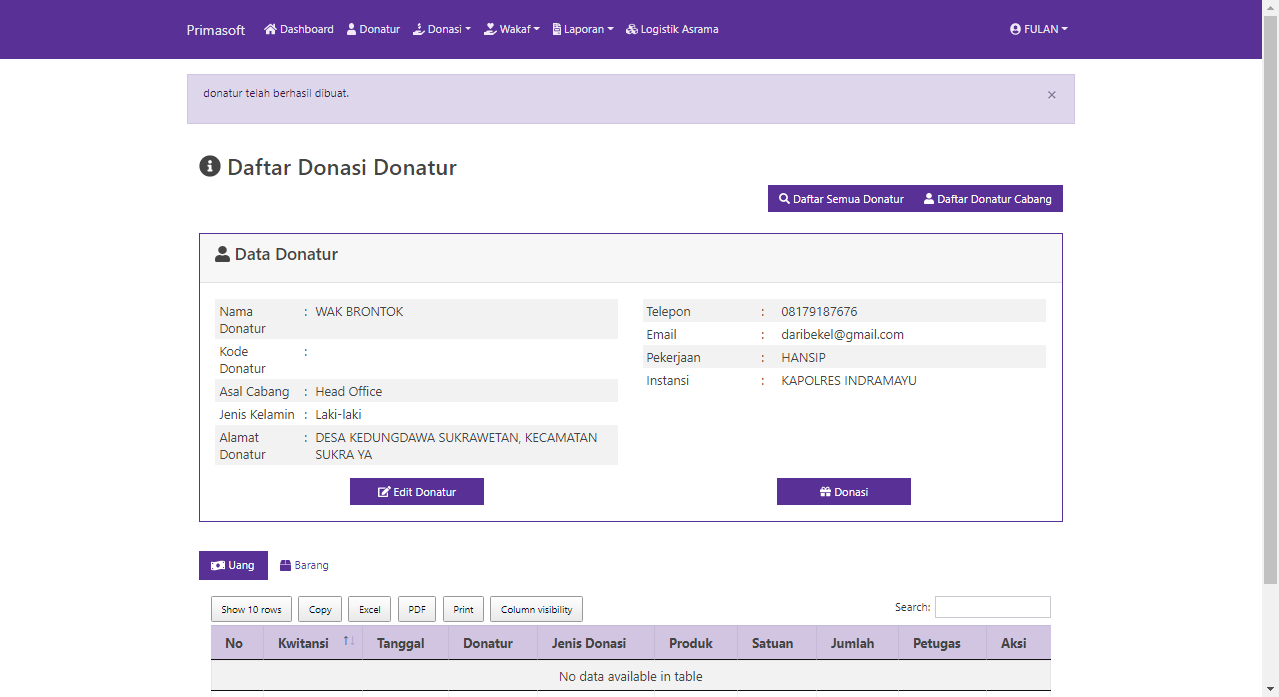 Primasoft Dashboard Donatur Donasi Wakaf Laporan Logistik Asrama FULAN
donatur telah berhasil dibuat. ×
Daftar Donasi Donatur
Daftar Semua Donatur Daftar Donatur Cabang
Data Donatur
Nama Donatur : WAK BRONTOK
Kode Donatur :
Asal Cabang : Head Office
Jenis Kelamin : Laki-laki
Alamat Donatur : DESA KEDUNGDAWA SUKRAWETAN, KECAMATAN
SUKRA YA
Telepon : 08179187676
Email : daribekel@gmail.com
Pekerjaan : HANSIP
Instansi : KAPOLRES INDRAMAYU
Edit Donatur Donasi
Uang Barang
Show 10 rows Copy Excel PDF Print Column visibility Search:
No Kwitansi Tanggal Donatur Jenis Donasi Produk Satuan Jumlah Petugas Aksi
No data available in table